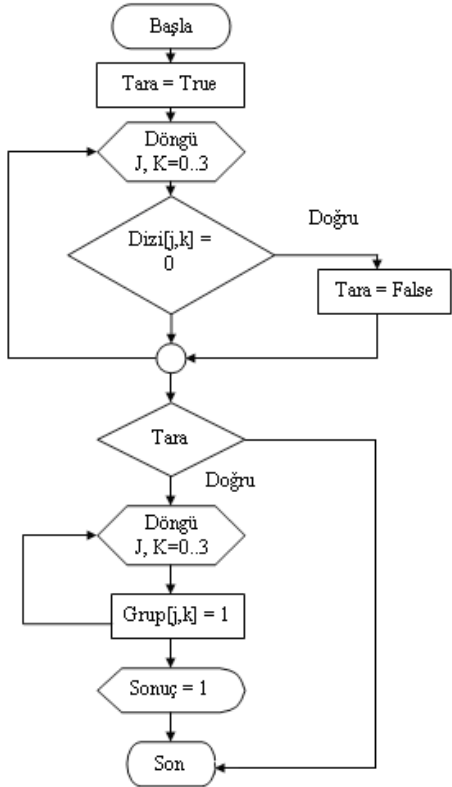 Başla
Tara = True
Döngü
J, K=0..3
Doğru
Dizi[j,k] =
0
Tara = False
Tara
Doğru
Döngü
J, K=0..3
Grup[j,k] = 1
Sonuç = 1
Son